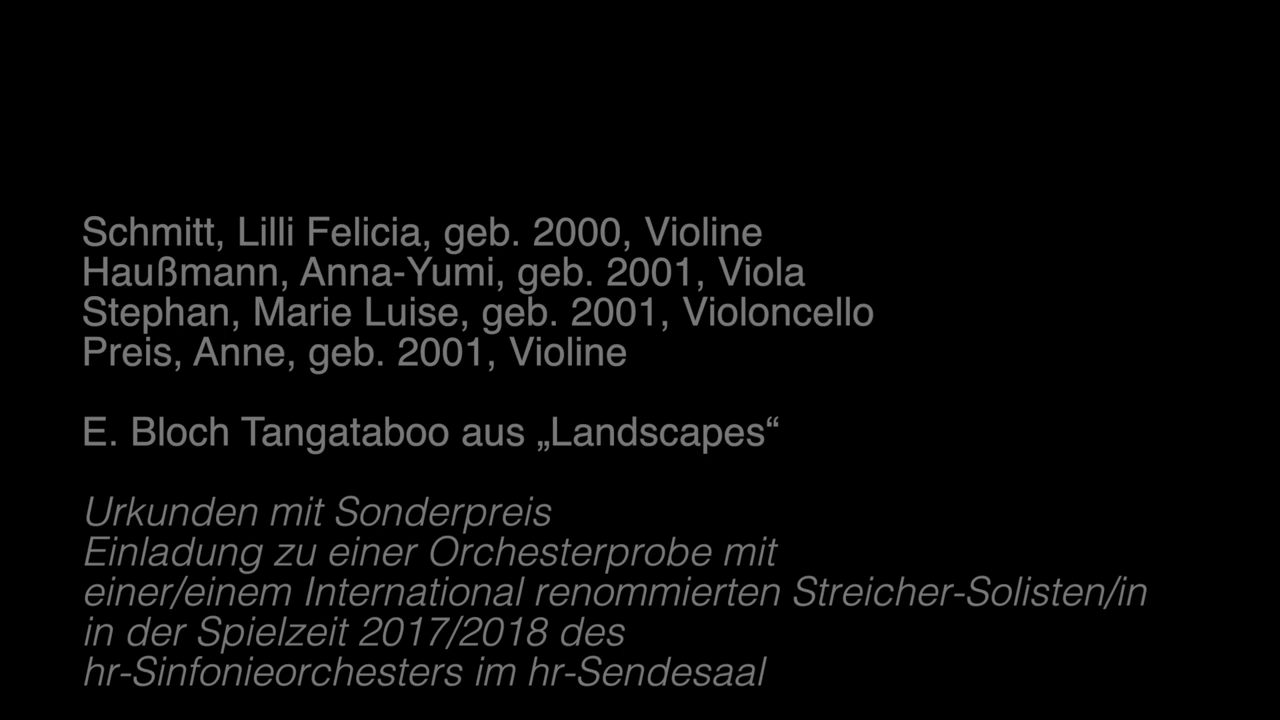 Schmitt, Lilli Felicia, geb. 2000, Violine
Haußmann, Anna-Yumi, geb. 2001, Viola
Stephan, Marie Luise, geb. 2001, Violoncello
Preis, Anne, geb. 2001, Violine
E. Bloch Tangataboo aus „Landscapes“
Urkunden mit Sonderpreis
Einladung zu einer Orchesterprobe mit
einer/einem International renommierten Streicher-Solisten/in
in der Spielzeit 2017/2018 des
hr-Sinfonieorchesters im hr-Sendesaal